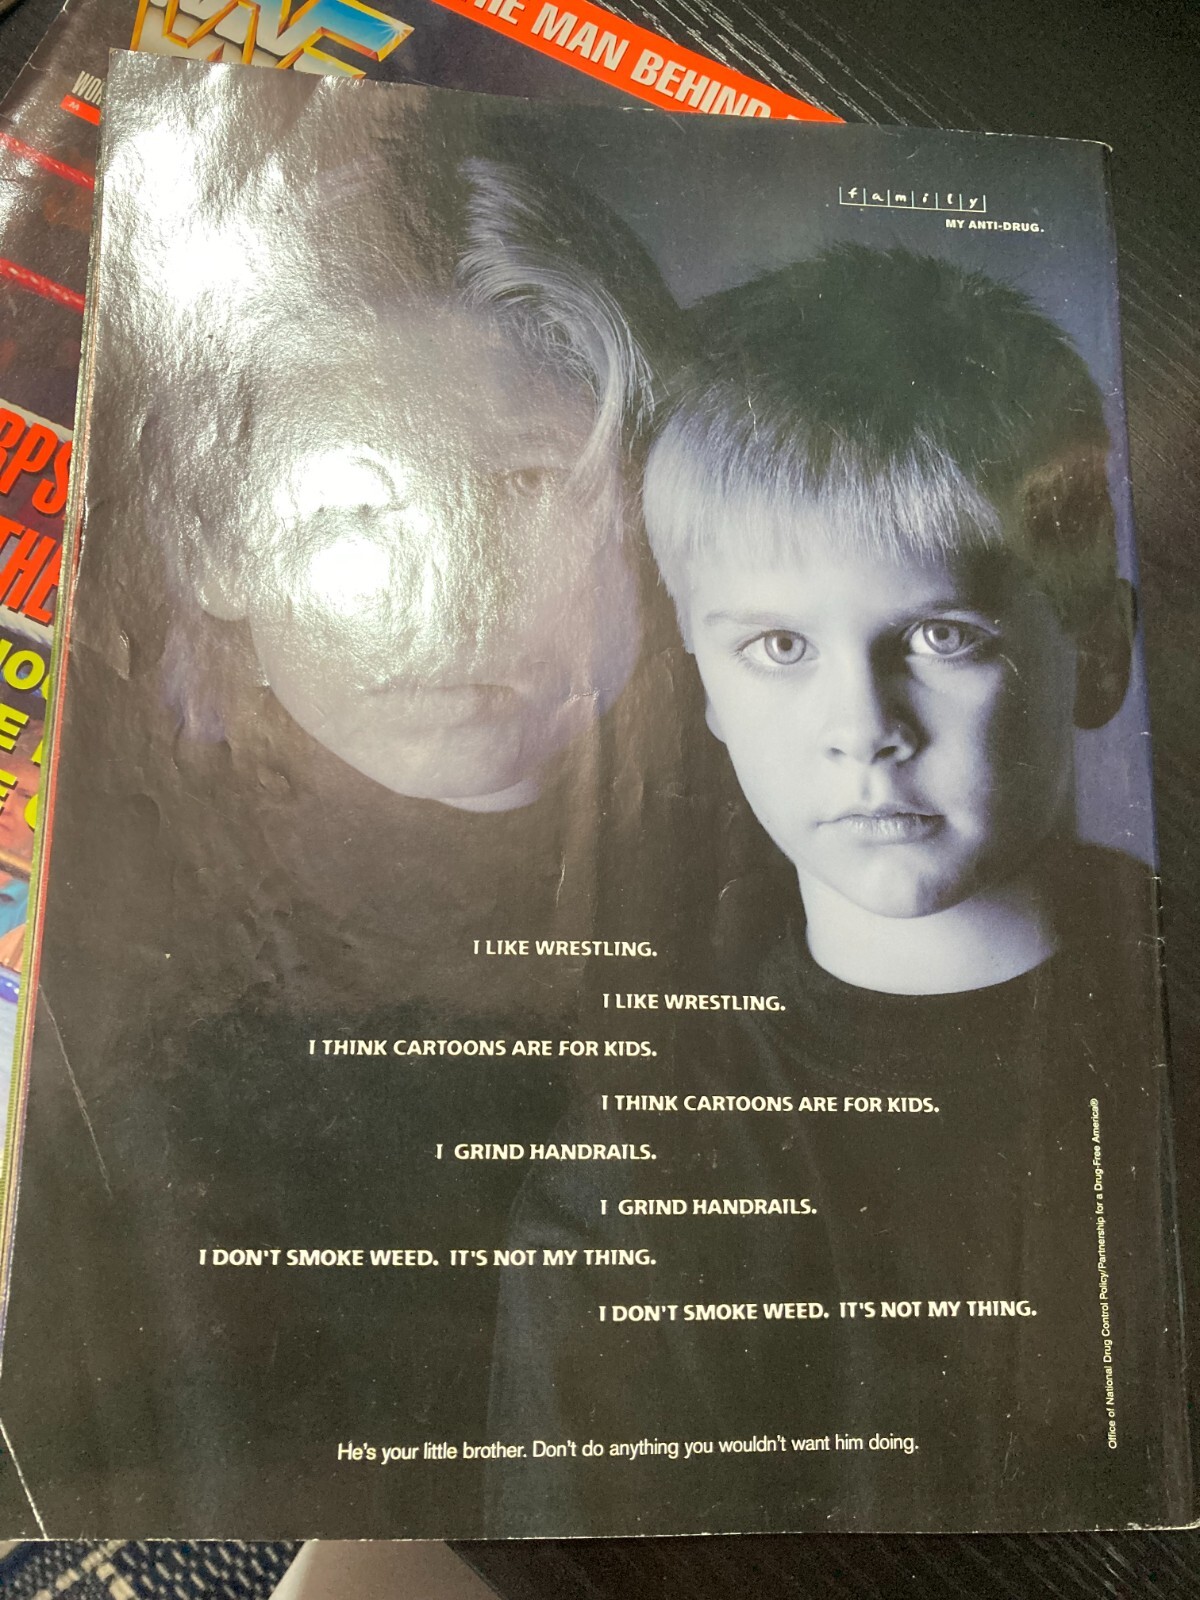 THE MAN BEHIND
family
MY ANTI-DRUG.
THE
I LIKE WRESTLING.
I LIKE WRESTLING.
I THINK CARTOONS ARE FOR KIDS.
I THINK CARTOONS ARE FOR KIDS.
I GRIND HANDRAILS.
I GRIND HANDRAILS.
I DON'T SMOKE WEED. IT'S NOT MY THING.
I DON'T SMOKE WEED. IT'S NOT MY THING.
He's your little brother. Don't do anything you wouldn't want him doing.
Office of National Drug Control Policy/Partnership for a Drug-Free America®